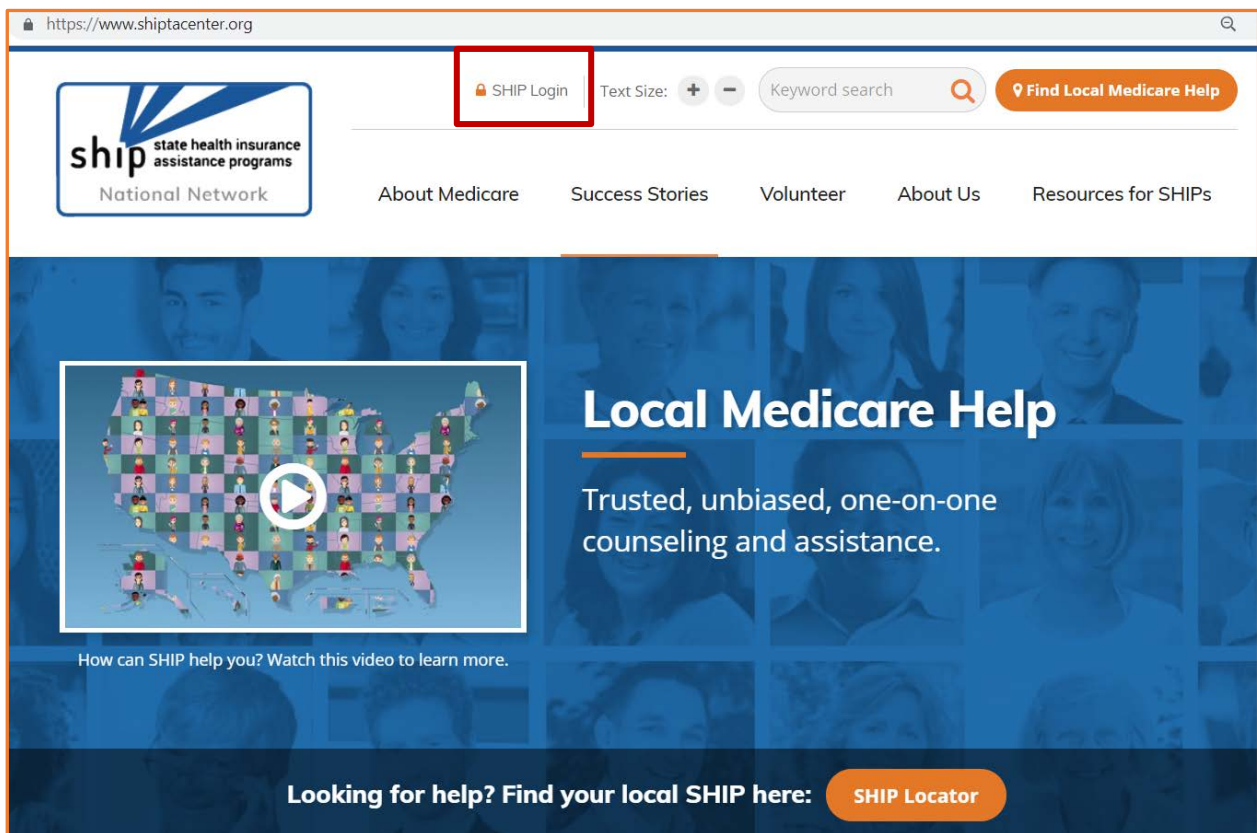 https://www.shiptacenter.org
SHIP Login
Text Size: + -
Keyword search
Find Local Medicare Help
ship state health insurance
assistance programs
National Network
About Medicare Success Stories Volunteer About Us Resources for SHIPs
Local Medicare Help
Trusted, unbiased, one-on-one
counseling and assistance.
How can SHIP help you? Watch this video to learn more.
Looking for help? Find your local SHIP here: SHIP Locator